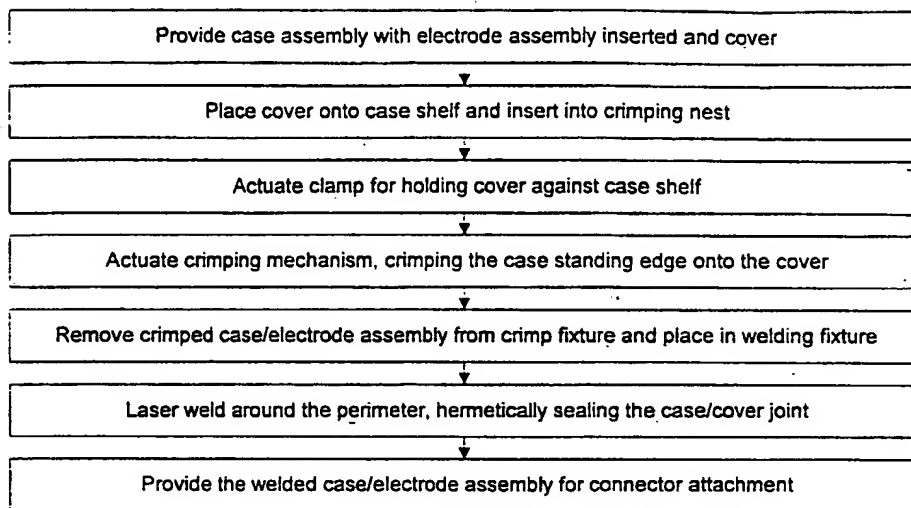 Provide case assembly with electrode assembly inserted and cover
Place cover onto case shelf and insert into crimping nest
Actuate clamp for holding cover against case shelf
Actuate crimping mechanism, crimping the case standing edge onto the cover
Remove crimped case/electrode assembly from crimp fixture and place in welding fixture
Laser weld around the perimeter, hermetically sealing the case/cover joint
Provide the welded case/electrode assembly for connector attachment